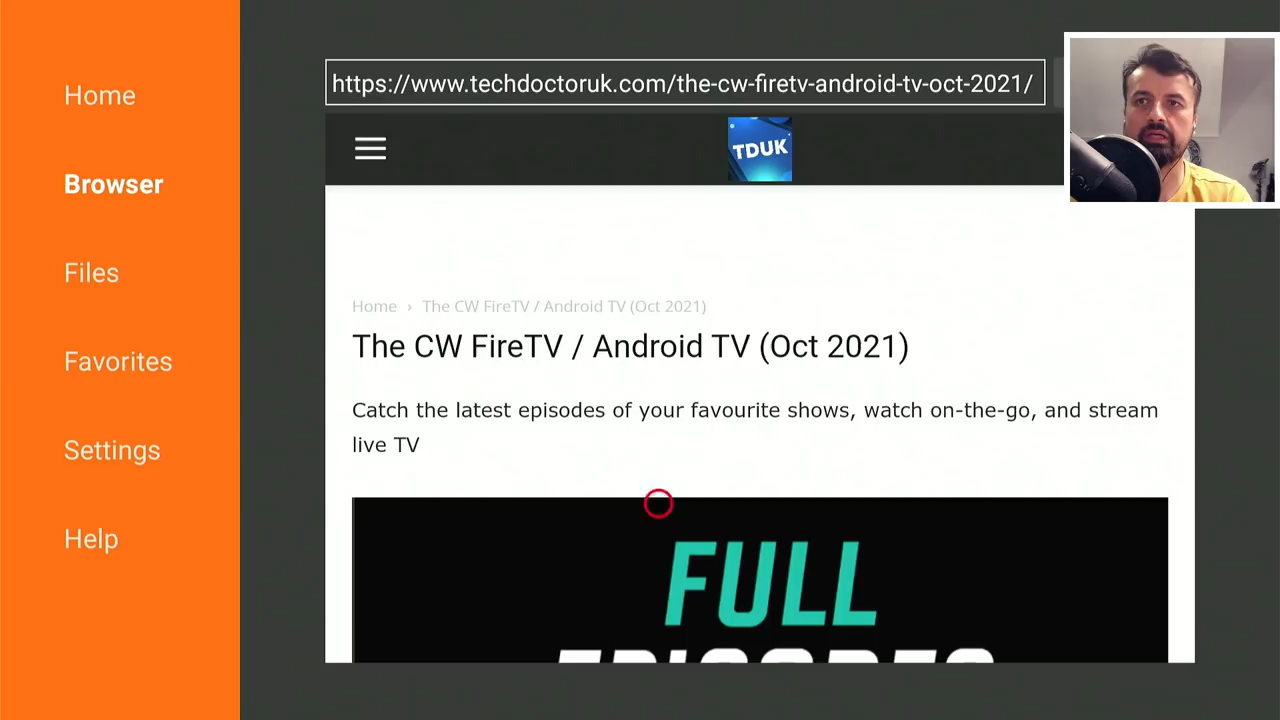 Home
Browser
Files
Favorites
Settings
Help
https://www.techdoctoruk.com/the-cw-firetv-android-tv-oct-2021/
TDUK
Home › The CW FireTV / Android TV (Oct 2021)
The CW FireTV / Android TV (Oct 2021)
Catch the latest episodes of your favourite shows, watch on-the-go, and stream
live TV
FULL
EPISODES